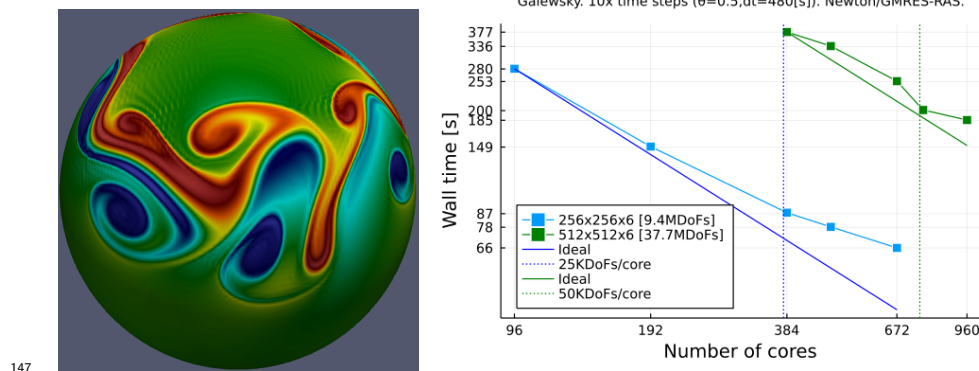 Galewsky. 10x time steps (θ=0.5,dt=480[s]). Newton/GMRES-RAS.
377
336
280
253
200
185
149
87
78
66
Wall time [s]
256x256x6 [9.4MDoFs]
512x512x6 [37.7MDoFs]
Ideal
25KDoFs/core
Ideal
50KDoFs/core
96 192 384 672 960
Number of cores
147